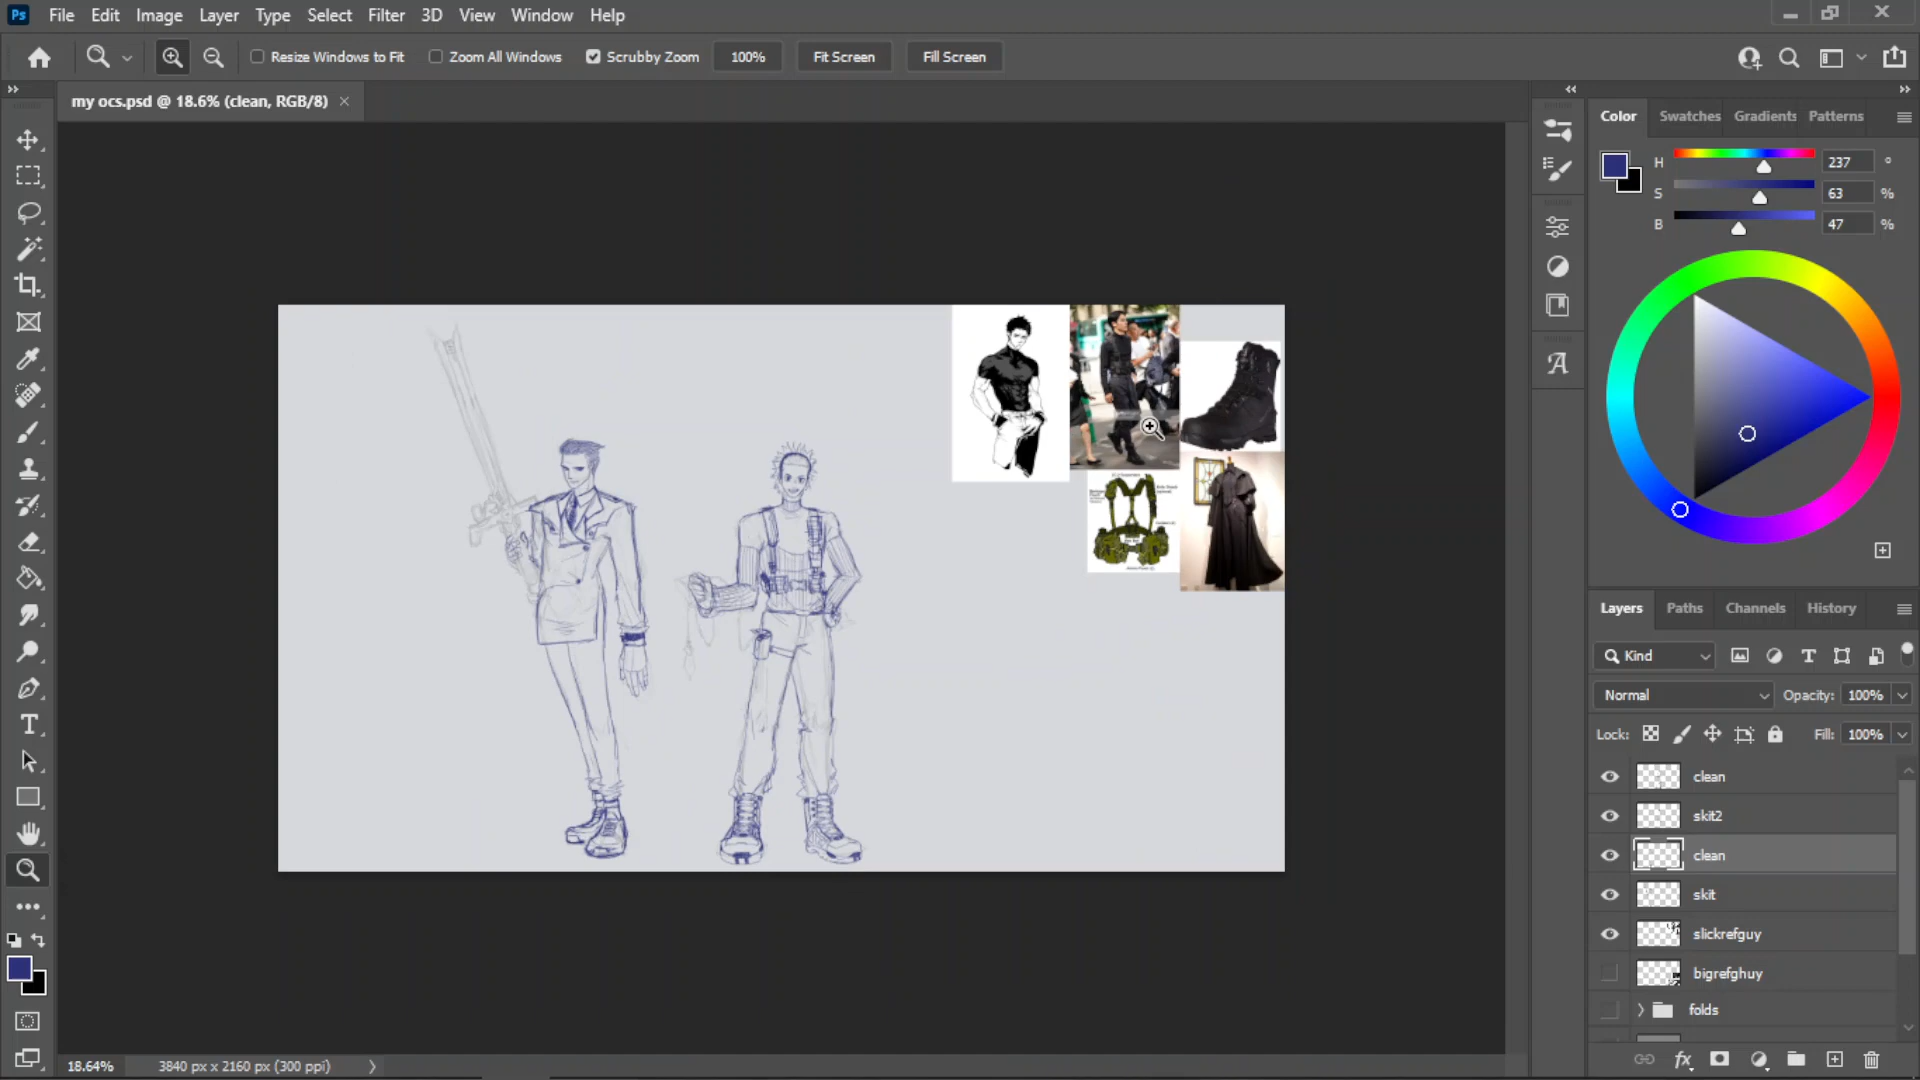 Ps File Edit Image Layer Type Select Filter 3D View Window Help
Resize Windows to Fit Zoom All Windows Scrubby Zoom 100% Fit Screen Fill Screen
my ocs.psd @ 18.6% (clean, RGB/8)
Color Swatches Gradients Patterns
H 237 °
S 63 %
B 47 %
Layers Paths Channels History
Kind
Normal Opacity: 100%
Lock: Fill: 100%
clean
skit2
clean
skit
slickrefguy
bigrefghuy
folds
fx
18.64% 3840 px x 2160 px (300 ppi)